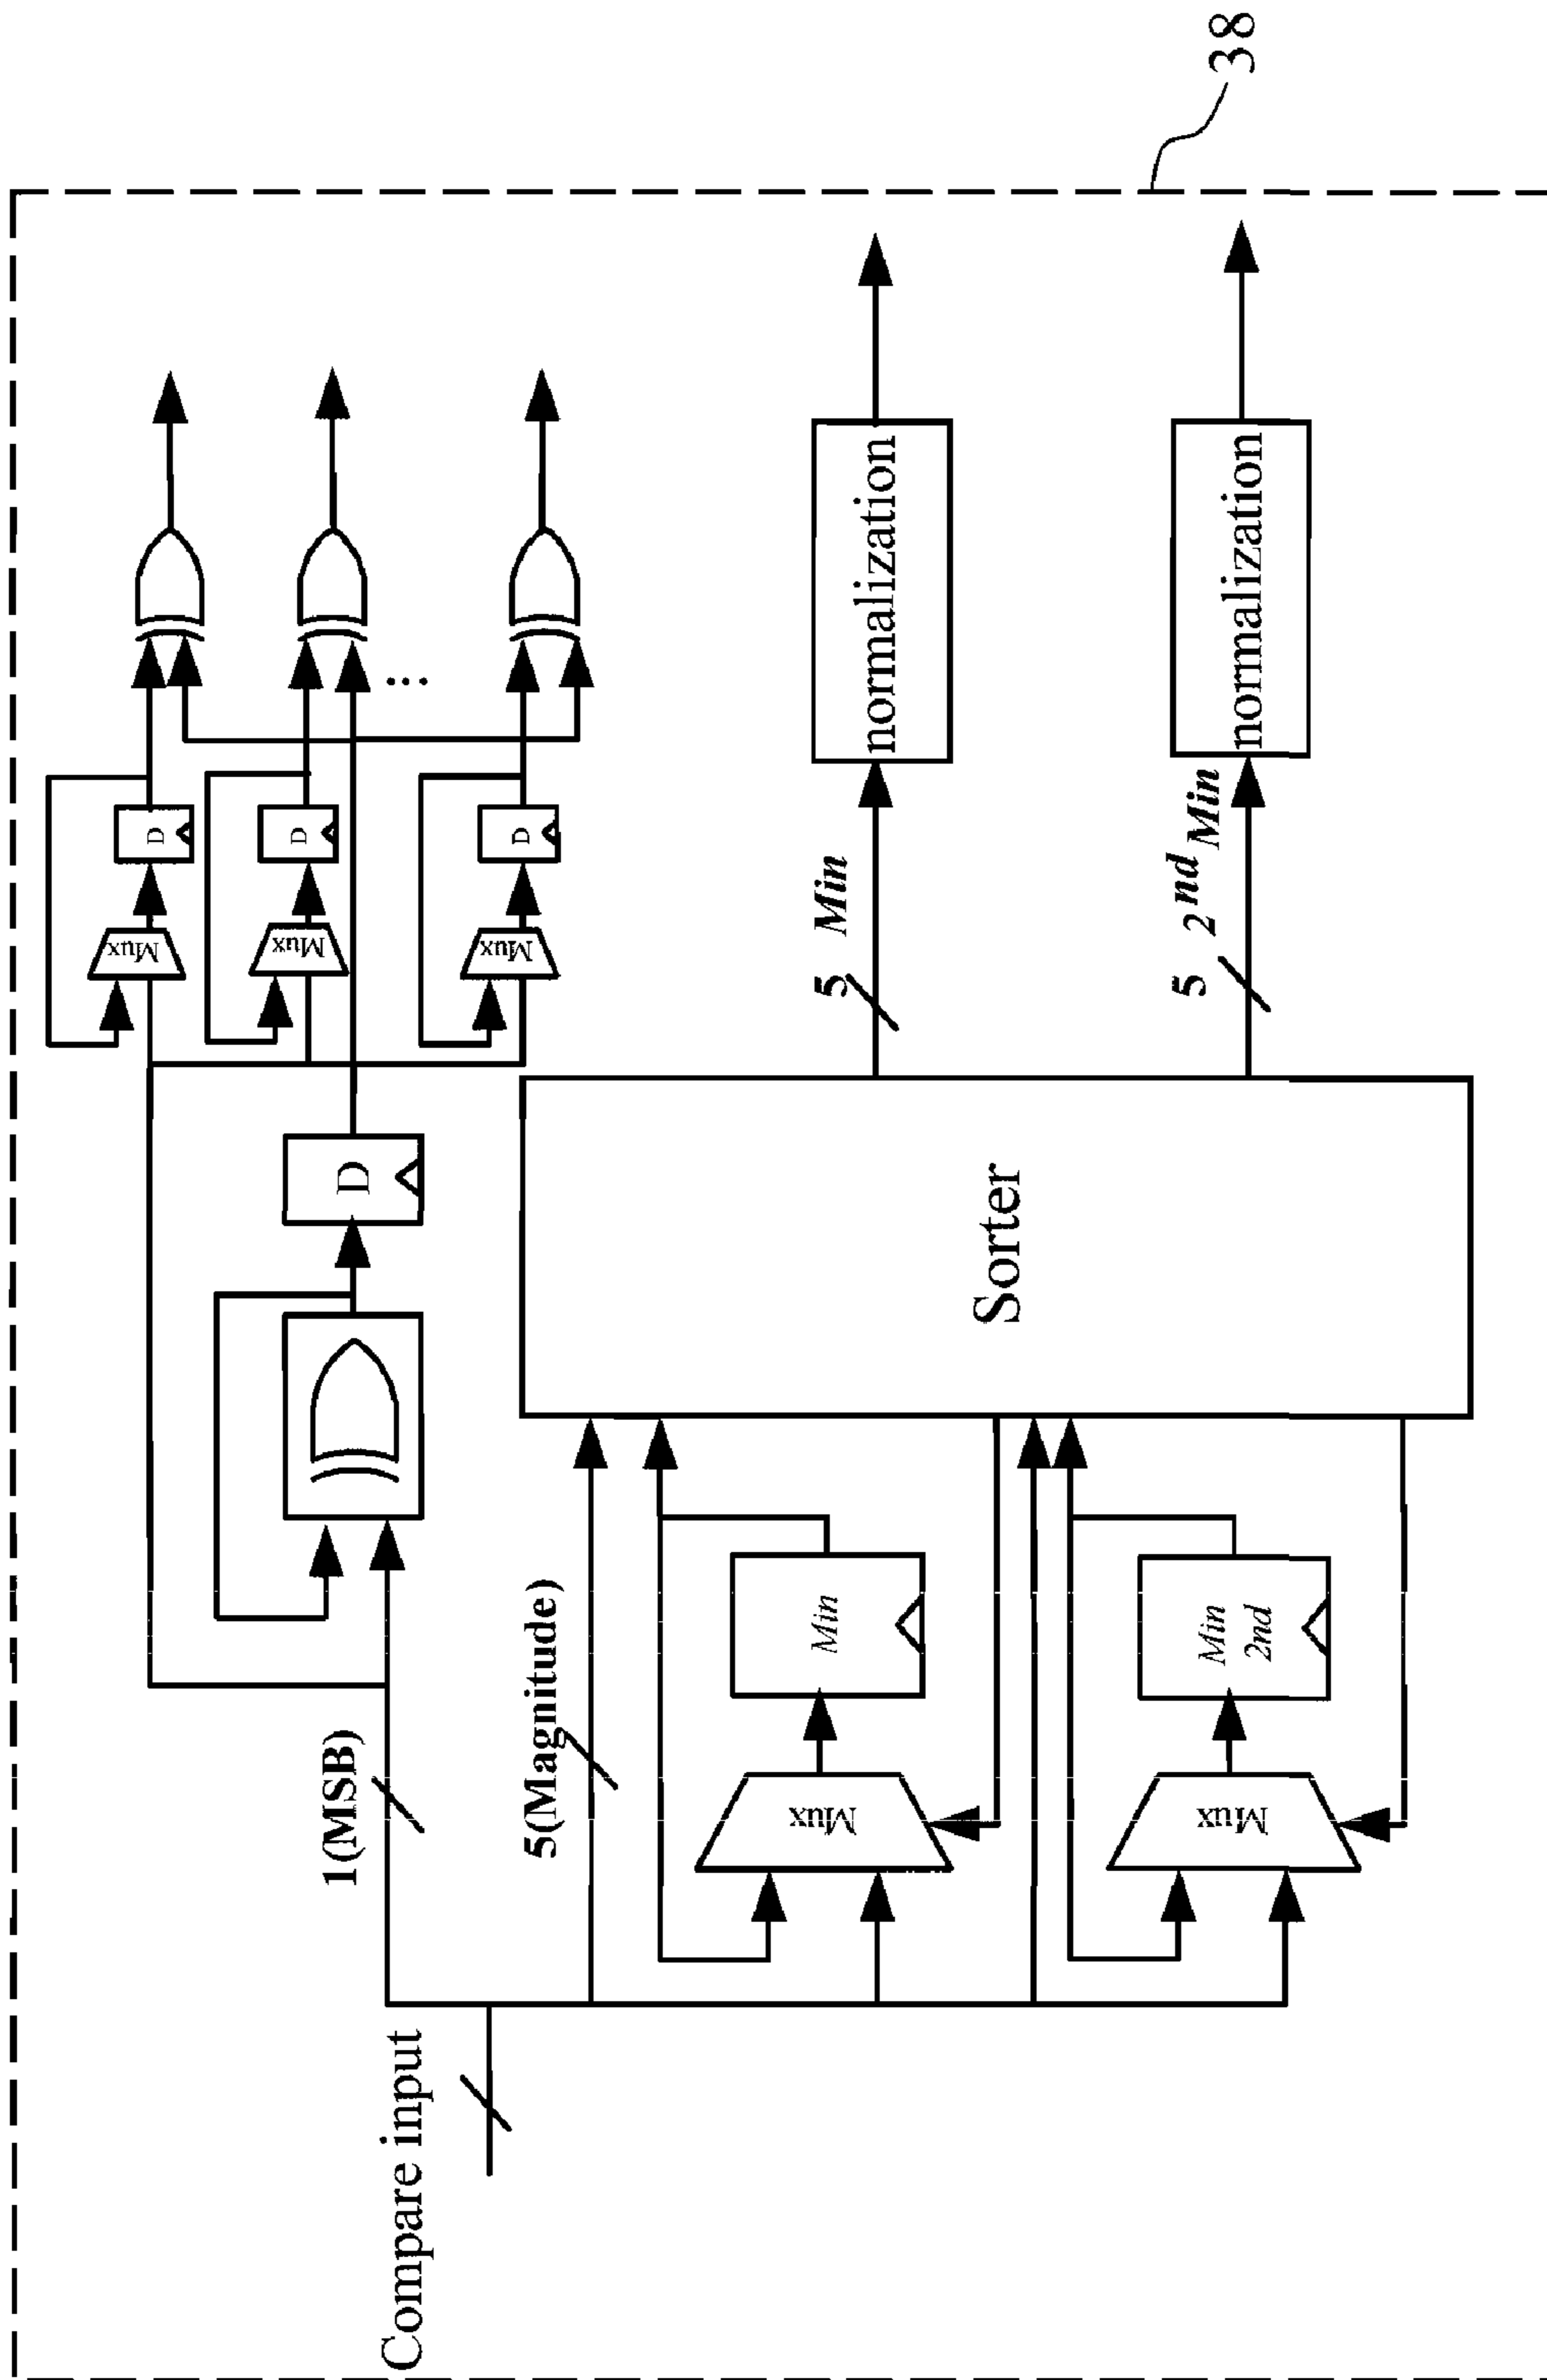 38
Compare input
1(MSB)
D
Mux
D
Mux
D
Mux
D
...
5(Magnitude)
Mux
Min
Mux
Min
2nd
Sorter
5
Min
5
2nd Min
normalization
normalization